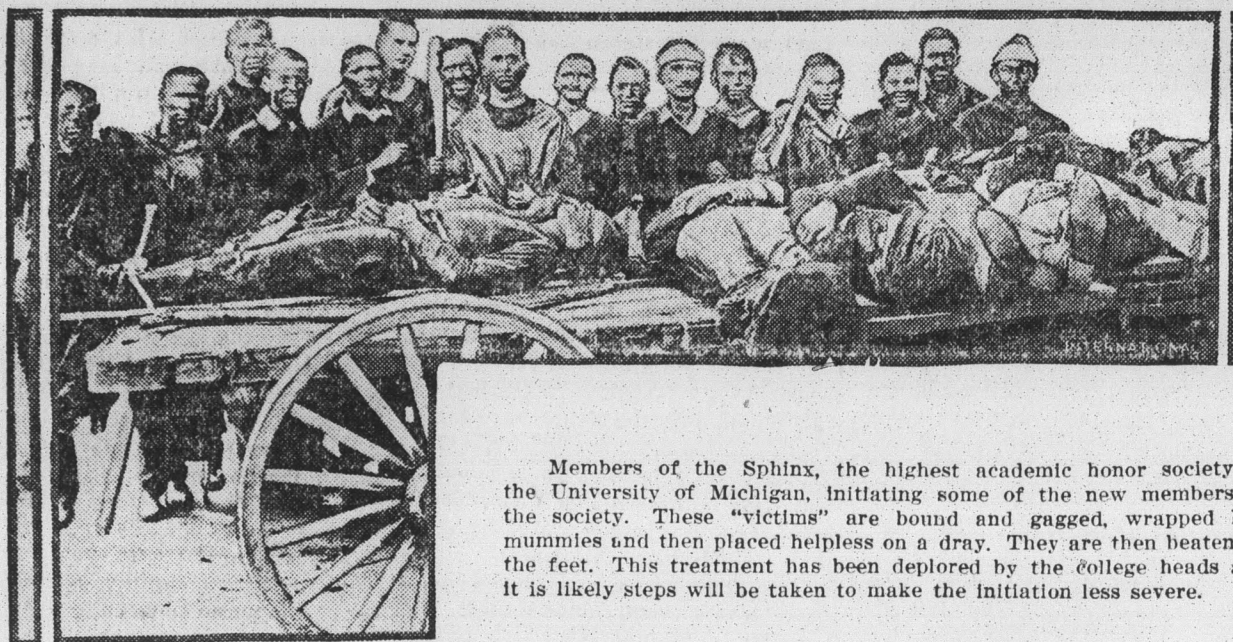 INTERNATIONAL
Members of the Sphinx, the highest academic honor society
the University of Michigan, initiating some of the new members
the society. These "victims" are bound and gagged, wrapped
mummies and then placed helpless on a dray. They are then beaten
the feet. This treatment has been deplored by the college heads
it is likely steps will be taken to make the initiation less severe.